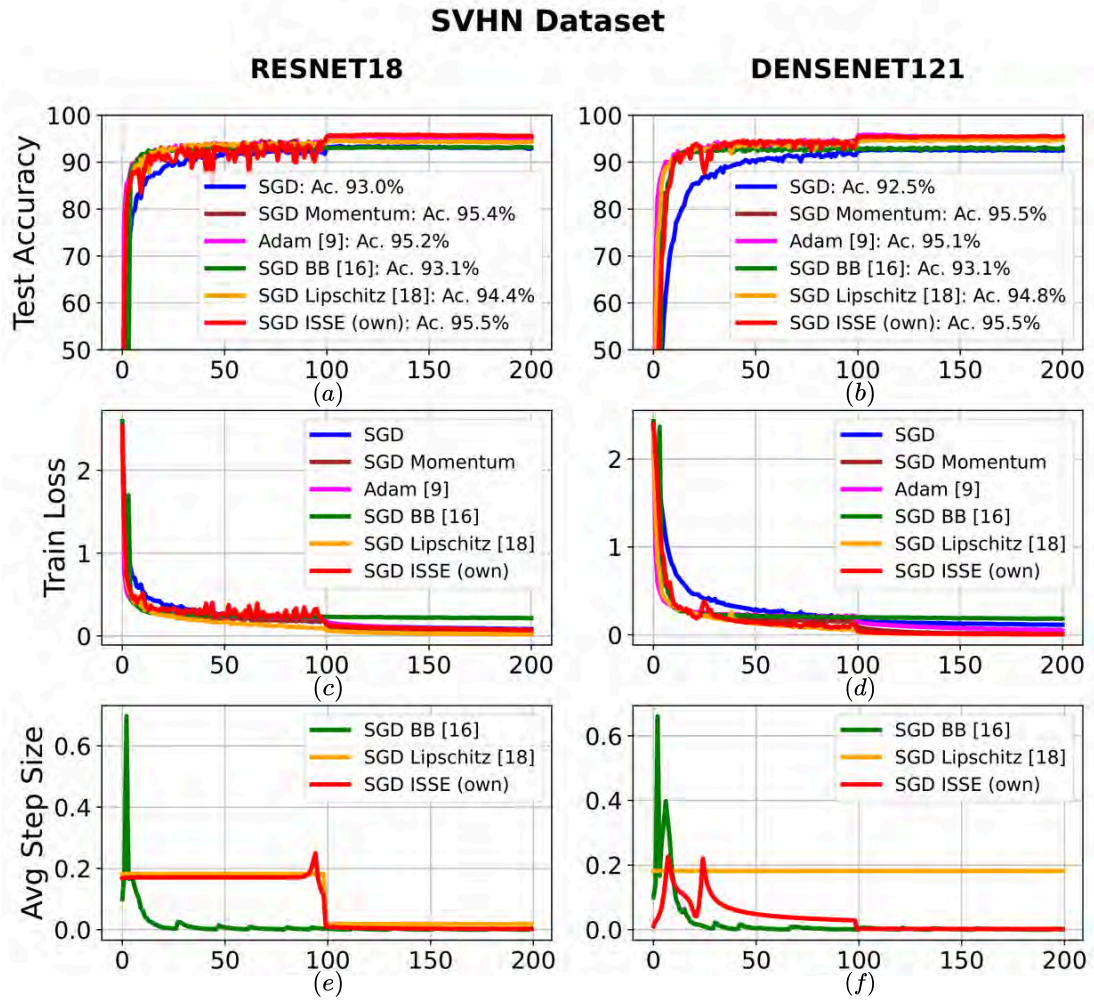 SVHN Dataset
RESNET18
DENSENET121
Test Accuracy
100
90
80
70
60
50
SGD: Ac. 93.0%
SGD Momentum: Ac. 95.4%
Adam [9]: Ac. 95.2%
SGD BB [16]: Ac. 93.1%
SGD Lipschitz [18]: Ac. 94.4%
SGD ISSE (own): Ac. 95.5%
0 50 100 150 200
(a)
100
90
80
70
60
50
SGD: Ac. 92.5%
SGD Momentum: Ac. 95.5%
Adam [9]: Ac. 95.1%
SGD BB [16]: Ac. 93.1%
SGD Lipschitz [18]: Ac. 94.8%
SGD ISSE (own): Ac. 95.5%
0 50 100 150 200
(b)
Train Loss
2
1
0
SGD
SGD Momentum
Adam [9]
SGD BB [16]
SGD Lipschitz [18]
SGD ISSE (own)
0 50 100 150 200
(c)
2
1
0
SGD
SGD Momentum
Adam [9]
SGD BB [16]
SGD Lipschitz [18]
SGD ISSE (own)
0 50 100 150 200
(d)
Avg Step Size
0.6
0.4
0.2
0.0
SGD BB [16]
SGD Lipschitz [18]
SGD ISSE (own)
0 50 100 150 200
(e)
0.6
0.4
0.2
0.0
SGD BB [16]
SGD Lipschitz [18]
SGD ISSE (own)
0 50 100 150 200
(f)